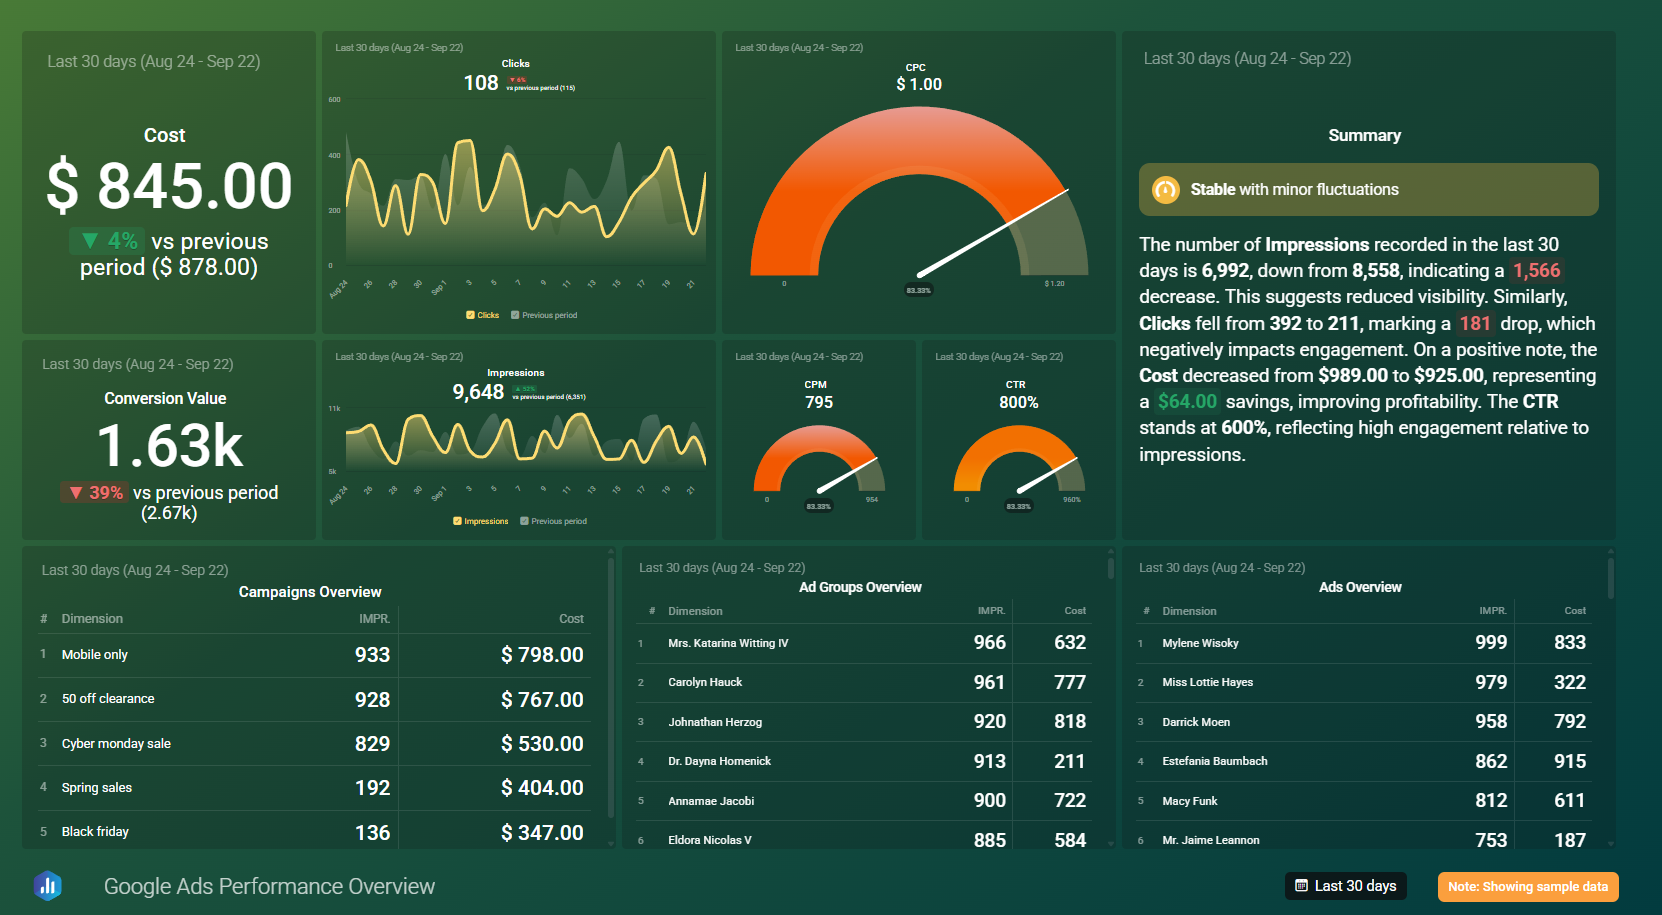 Last 30 days (Aug 24 - Sep 22)
Cost
$ 845.00
▼ 4% vs previous
period ($ 878.00)
Last 30 days (Aug 24 - Sep 22)
Clicks
108 ▼ 6%
vs previous period (115)
600
400
200
0
Aug 24 26 28 30 Sep 1 3 5 7 9 11 13 15 17 19 21
Clicks Previous period
Last 30 days (Aug 24 - Sep 22)
CPC
$ 1.00
0 $ 1.20
83.33%
Last 30 days (Aug 24 - Sep 22)
Summary
Stable with minor fluctuations
The number of Impressions recorded in the last 30
days is 6,992, down from 8,558, indicating a 1,566
decrease. This suggests reduced visibility. Similarly,
Clicks fell from 392 to 211, marking a 181 drop, which
negatively impacts engagement. On a positive note, the
Cost decreased from $989.00 to $925.00, representing
a $64.00 savings, improving profitability. The CTR
stands at 600%, reflecting high engagement relative to
impressions.
Last 30 days (Aug 24 - Sep 22)
Conversion Value
1.63k
▼ 39% vs previous period
(2.67k)
Last 30 days (Aug 24 - Sep 22)
Impressions
9,648 ▲ 52%
vs previous period (6,351)
11k
5k
Aug 24 26 28 30 Sep 1 3 5 7 9 11 13 15 17 19 21
Impressions Previous period
Last 30 days (Aug 24 - Sep 22)
CPM
795
0 954
83.33%
Last 30 days (Aug 24 - Sep 22)
CTR
800%
0 960%
83.33%
Last 30 days (Aug 24 - Sep 22)
Campaigns Overview
# Dimension IMPR. Cost
1 Mobile only 933 $ 798.00
2 50 off clearance 928 $ 767.00
3 Cyber monday sale 829 $ 530.00
4 Spring sales 192 $ 404.00
5 Black friday 136 $ 347.00
Last 30 days (Aug 24 - Sep 22)
Ad Groups Overview
# Dimension IMPR. Cost
1 Mrs. Katarina Witting IV 966 632
2 Carolyn Hauck 961 777
3 Johnathan Herzog 920 818
4 Dr. Dayna Homenick 913 211
5 Annamae Jacobi 900 722
6 Eldora Nicolas V 885 584
Last 30 days (Aug 24 - Sep 22)
Ads Overview
# Dimension IMPR. Cost
1 Mylene Wisoky 999 833
2 Miss Lottie Hayes 979 322
3 Darrick Moen 958 792
4 Estefania Baumbach 862 915
5 Macy Funk 812 611
6 Mr. Jaime Leannon 753 187
Google Ads Performance Overview
Last 30 days
Note: Showing sample data